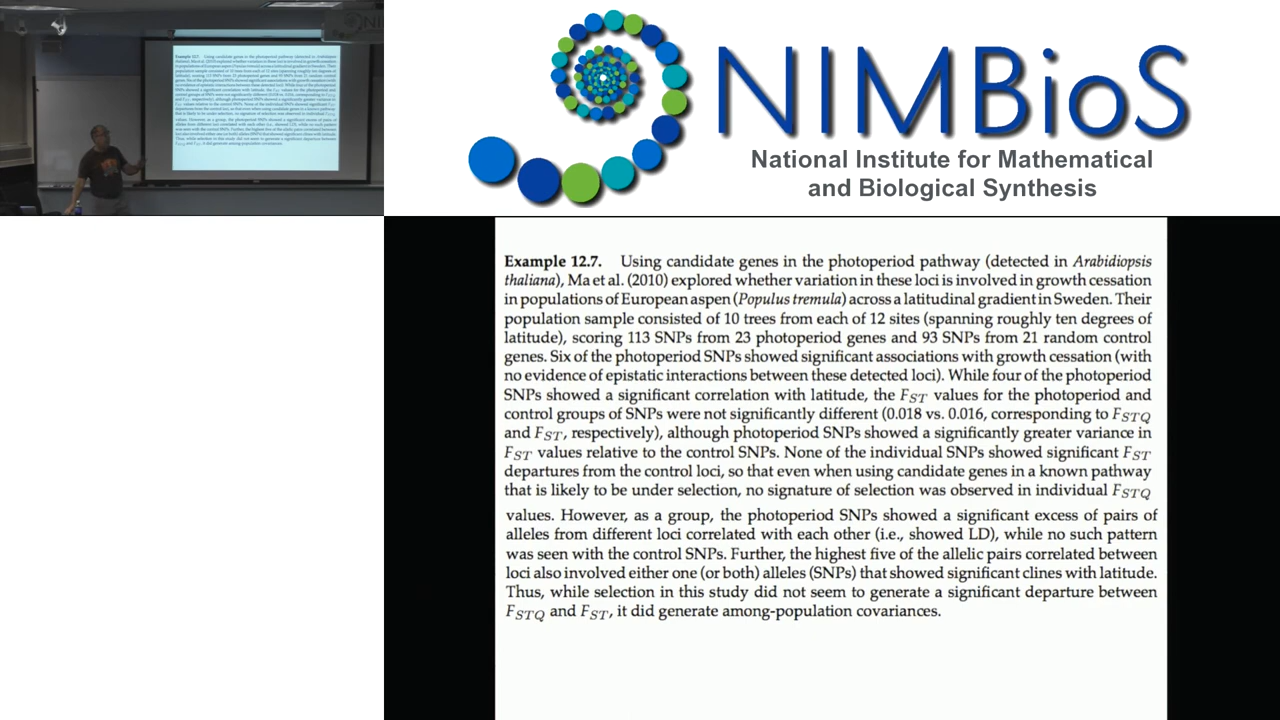 NIMBioS
National Institute for Mathematical
and Biological Synthesis
Example 12.7. Using candidate genes in the photoperiod pathway (detected in Arabidiopsis
thaliana), Ma et al. (2010) explored whether variation in these loci is involved in growth cessation
in populations of European aspen (Populus tremula) across a latitudinal gradient in Sweden. Their
population sample consisted of 10 trees from each of 12 sites (spanning roughly ten degrees of
latitude), scoring 113 SNPs from 23 photoperiod genes and 93 SNPs from 21 random control
genes. Six of the photoperiod SNPs showed significant associations with growth cessation (with
no evidence of epistatic interactions between these detected loci). While four of the photoperiod
SNPs showed a significant correlation with latitude, the FST values for the photoperiod and
control groups of SNPs were not significantly different (0.018 vs. 0.016, corresponding to FSTQ
and FST, respectively), although photoperiod SNPs showed a significantly greater variance in
FST values relative to the control SNPs. None of the individual SNPs showed significant FST
departures from the control loci, so that even when using candidate genes in a known pathway
that is likely to be under selection, no signature of selection was observed in individual FSTQ
values. However, as a group, the photoperiod SNPs showed a significant excess of pairs of
alleles from different loci correlated with each other (i.e., showed LD), while no such pattern
was seen with the control SNPs. Further, the highest five of the allelic pairs correlated between
loci also involved either one (or both) alleles (SNPs) that showed significant clines with latitude.
Thus, while selection in this study did not seem to generate a significant departure between
FSTQ and FST, it did generate among-population covariances.